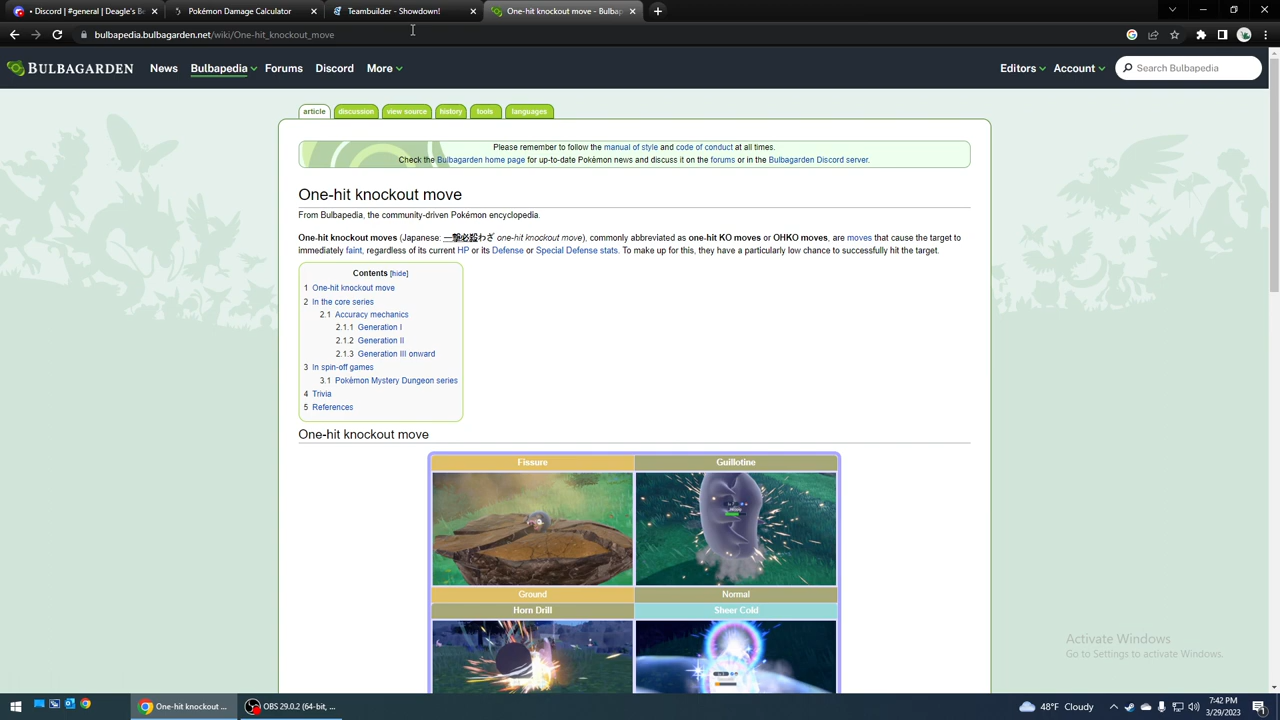 • Discord | #general | Deagle's Be
Pokémon Damage Calculator
Teambuilder - Showdown!
One-hit knockout move - Bulbap
bulbapedia.bulbagarden.net/wiki/One-hit_knockout_move
BULBAGARDEN News Bulbapedia Forums Discord More Editors Account Search Bulbapedia
article discussion view source history tools languages
Please remember to follow the manual of style and code of conduct at all times.
Check the Bulbagarden home page for up-to-date Pokémon news and discuss it on the forums or in the Bulbagarden Discord server.
One-hit knockout move
From Bulbapedia, the community-driven Pokémon encyclopedia.
One-hit knockout moves (Japanese: 一撃必殺わざ one-hit knockout move), commonly abbreviated as one-hit KO moves or OHKO moves, are moves that cause the target to
immediately faint, regardless of its current HP or its Defense or Special Defense stats. To make up for this, they have a particularly low chance to successfully hit the target.
Contents [hide]
1 One-hit knockout move
2 In the core series
2.1 Accuracy mechanics
2.1.1 Generation I
2.1.2 Generation II
2.1.3 Generation III onward
3 In spin-off games
3.1 Pokémon Mystery Dungeon series
4 Trivia
5 References
One-hit knockout move
Fissure Guillotine
Ground Normal
Horn Drill Sheer Cold
Activate Windows
Go to Settings to activate Windows.
One-hit knockout ...
OBS 29.0.2 (64-bit, ...
48°F Cloudy
7:42 PM
3/29/2023